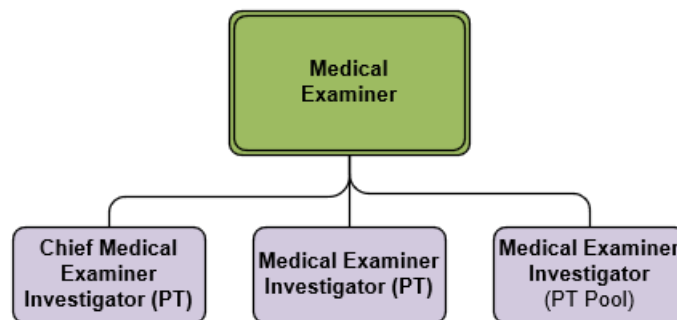 Medical
Examiner
Chief Medical
Examiner
Investigator (PT)
Medical Examiner
Investigator (PT)
Medical Examiner
Investigator
(PT Pool)